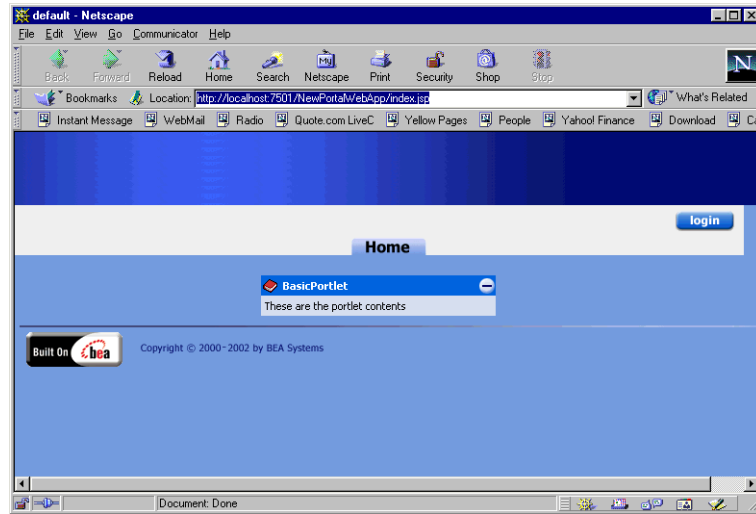 default - Netscape
File Edit View Go Communicator Help
Back Forward Reload Home Search Netscape Print Security Shop Stop
Bookmarks Location: http://localhost:7501/NewPortalWebApp/index.jsp What's Related
Instant Message WebMail Radio Quote.com LiveC Yellow Pages People Yahoo! Finance Download Ca
login
Home
BasicPortlet
These are the portlet contents
Built On bea Copyright © 2000-2002 by BEA Systems
Document: Done